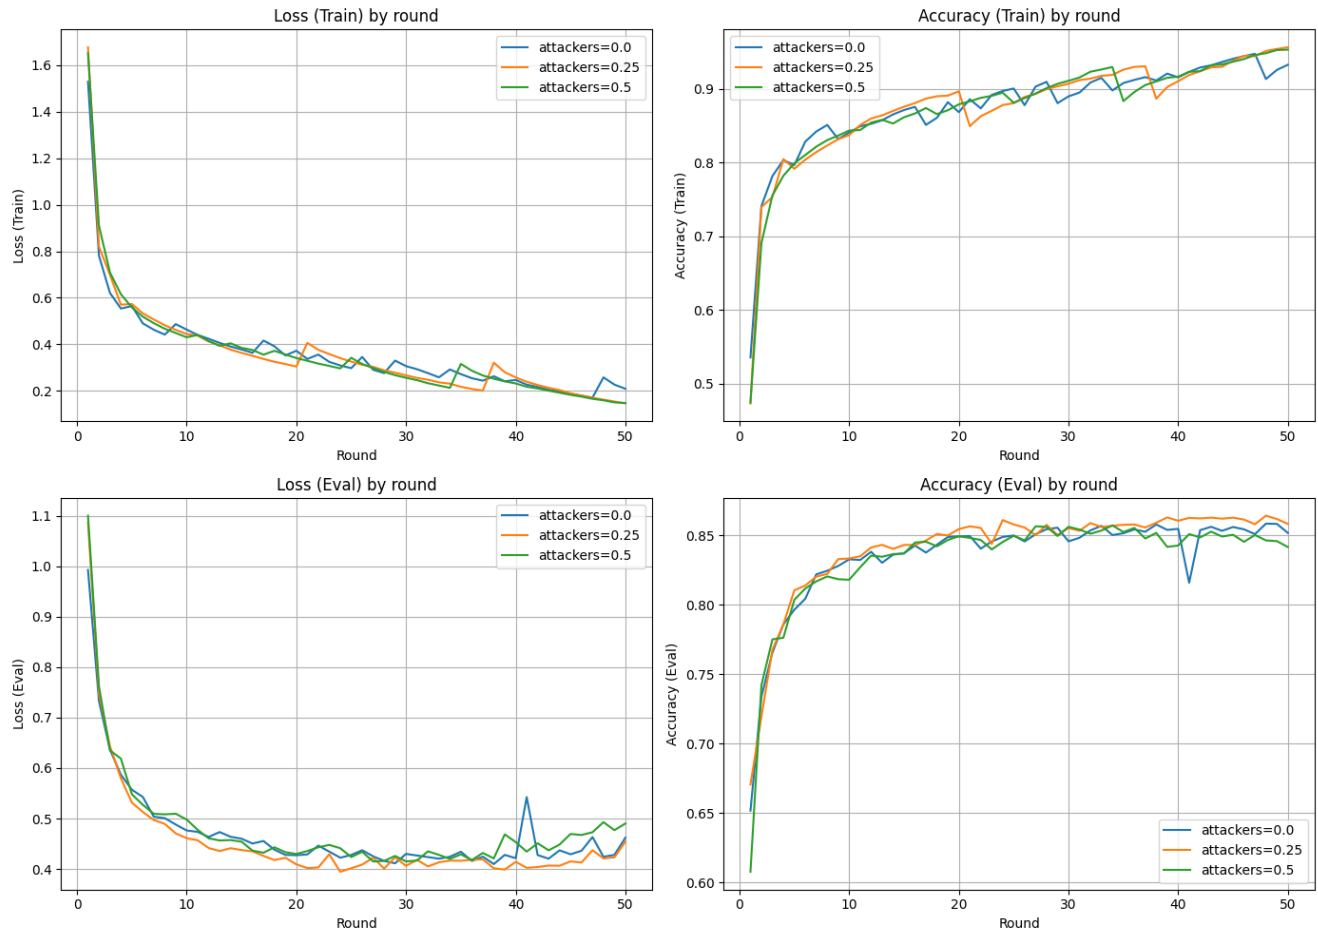 Loss (Train) by round
Loss (Train)
1.6
1.4
1.2
1.0
0.8
0.6
0.4
0.2
attackers=0.0
attackers=0.25
attackers=0.5
0 10 20 30 40 50
Round
Accuracy (Train) by round
Accuracy (Train)
0.9
0.8
0.7
0.6
0.5
attackers=0.0
attackers=0.25
attackers=0.5
0 10 20 30 40 50
Round
Loss (Eval) by round
Loss (Eval)
1.1
1.0
0.9
0.8
0.7
0.6
0.5
0.4
attackers=0.0
attackers=0.25
attackers=0.5
0 10 20 30 40 50
Round
Accuracy (Eval) by round
Accuracy (Eval)
0.85
0.80
0.75
0.70
0.65
0.60
attackers=0.0
attackers=0.25
attackers=0.5
0 10 20 30 40 50
Round